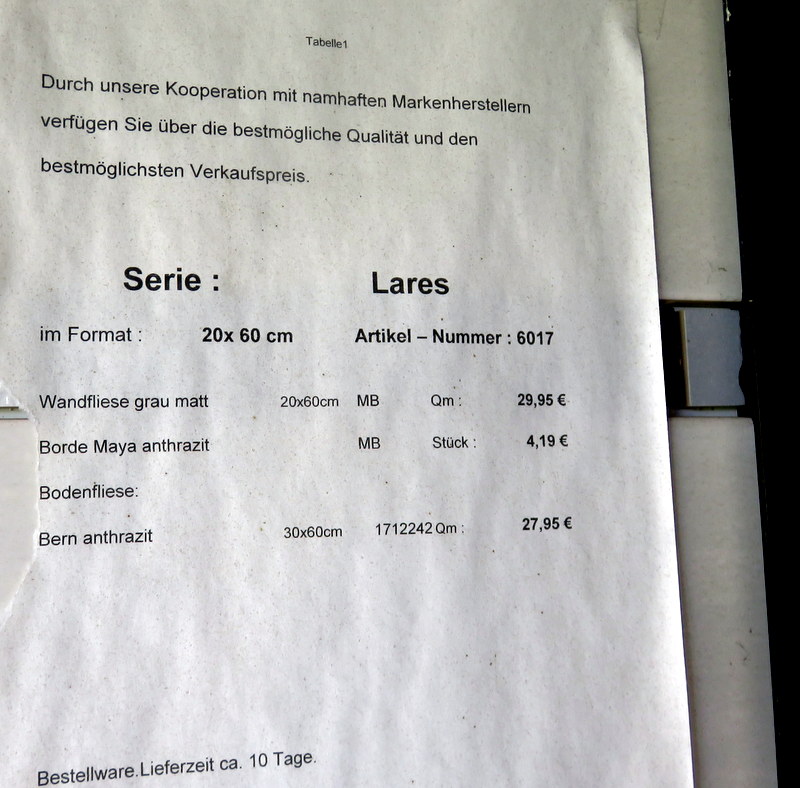 Tabelle1
Durch unsere Kooperation mit namhaften Markenherstellern
verfügen Sie über die bestmögliche Qualität und den
bestmöglichsten Verkaufspreis.
Serie : Lares
im Format : 20x 60 cm Artikel – Nummer : 6017
Wandfliese grau matt 20x60cm MB Qm : 29,95 €
Borde Maya anthrazit MB Stück : 4,19 €
Bodenfliese:
Bern anthrazit 30x60cm 1712242 Qm : 27,95 €
Bestellware.Lieferzeit ca. 10 Tage.